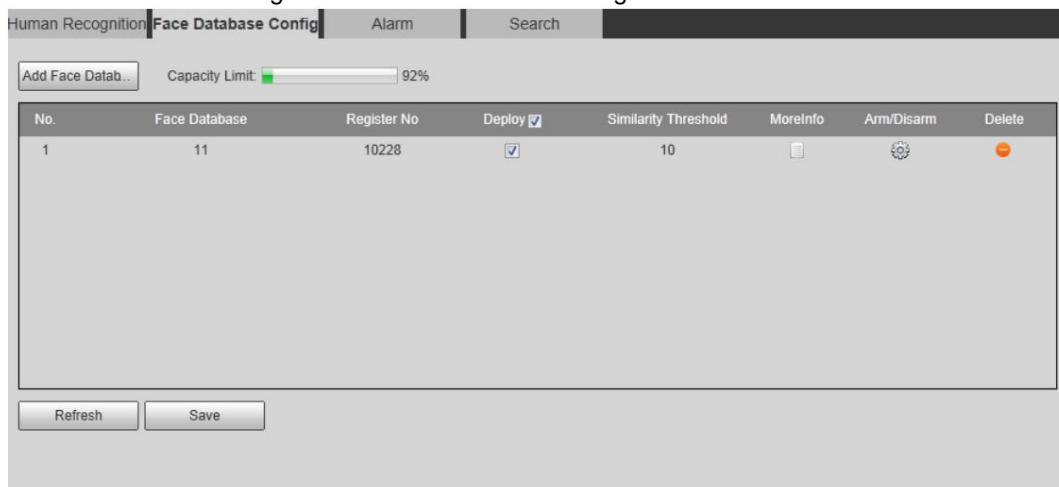 Human Recognition Face Database Config Alarm Search
Add Face Datab... Capacity Limit: 92%
No. Face Database Register No Deploy Similarity Threshold MoreInfo Arm/Disarm Delete
1 11 10228 10
Refresh Save